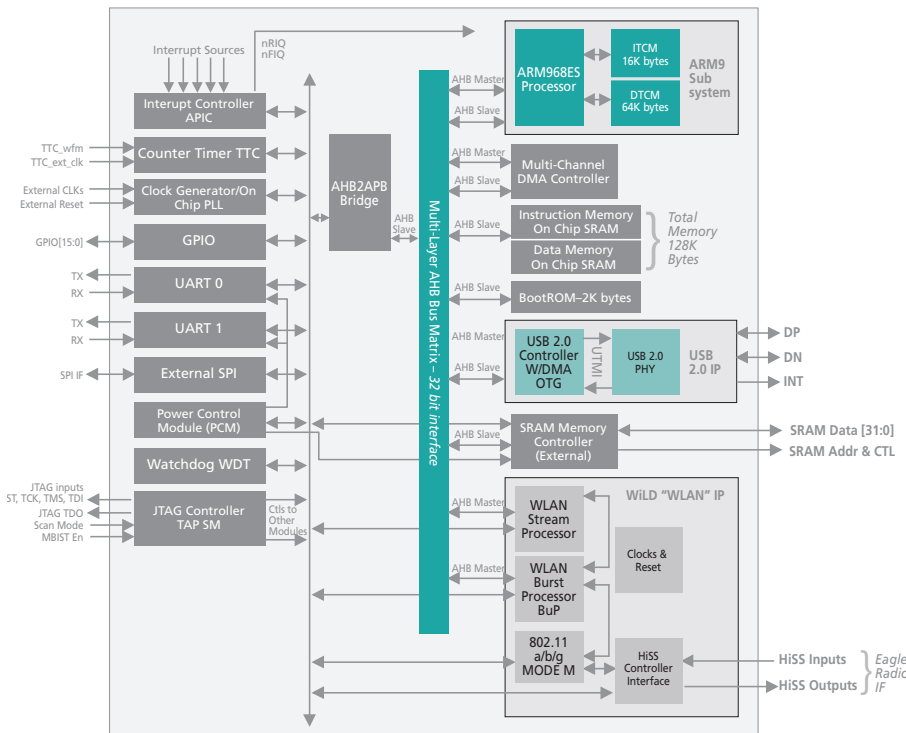 Interrupt Sources
nRIQ
nFIQ
Interupt Controller
APIC
TTC_wfm
TTC_ext_clk
Counter Timer TTC
External CLKs
External Reset
Clock Generator/On
Chip PLL
GPIO[15:0]
GPIO
TX
RX
UART 0
TX
RX
UART 1
SPI IF
External SPI
Power Control
Module (PCM)
Watchdog WDT
JTAG inputs
ST, TCK, TMS, TDI
JTAG TDO
Scan Mode
MBIST En
JTAG Controller
TAP SM
Ctls to
Other
Modules
AHB2APB
Bridge
AHB
Slave
Multi-Layer AHB Bus Matrix – 32 bit interface
AHB Master
AHB Slave
ARM968ES
Processor
ITCM
16K bytes
DTCM
64K bytes
ARM9
Sub
system
AHB Master
AHB Slave
Multi-Channel
DMA Controller
AHB Slave
Instruction Memory
On Chip SRAM
Data Memory
On Chip SRAM
Total
Memory
128K
Bytes
AHB Slave
BootROM–2K bytes
AHB Master
AHB Slave
USB 2.0
Controller
W/DMA
OTG
UTMI
USB 2.0
PHY
USB
2.0 IP
DP
DN
INT
AHB Slave
SRAM Memory
Controller
(External)
SRAM Data [31:0]
SRAM Addr & CTL
WiLD "WLAN" IP
AHB Master
WLAN
Stream
Processor
AHB Master
WLAN
Burst
Processor
BuP
Clocks &
Reset
802.11
a/b/g
MODE M
HiSS
Controller
Interface
HiSS Inputs
HiSS Outputs
Eagle
Radio
IF